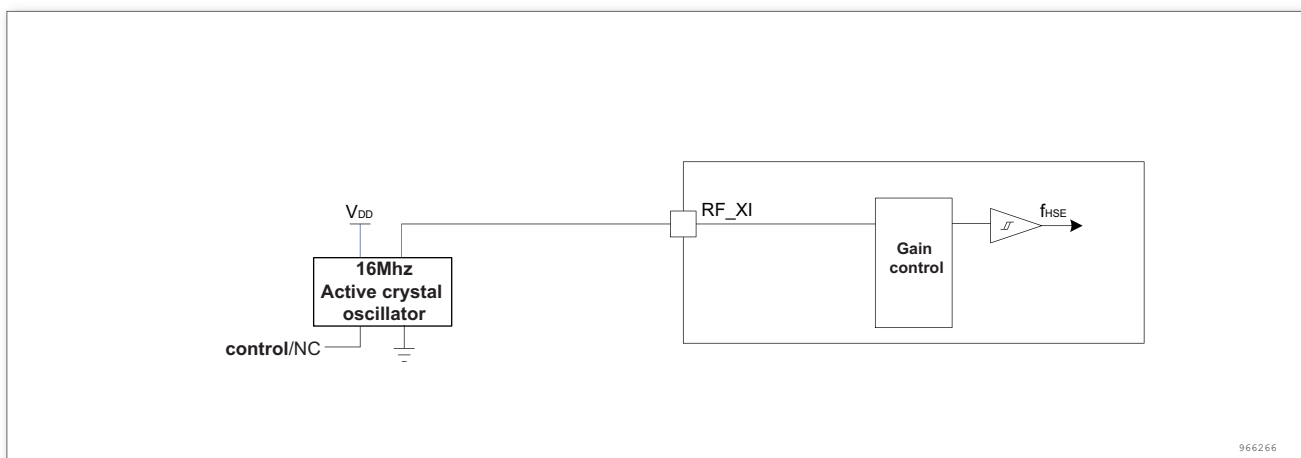 VDD
RF_XI
fHSE
Gain
control
16Mhz
Active crystal
oscillator
control/NC
966266